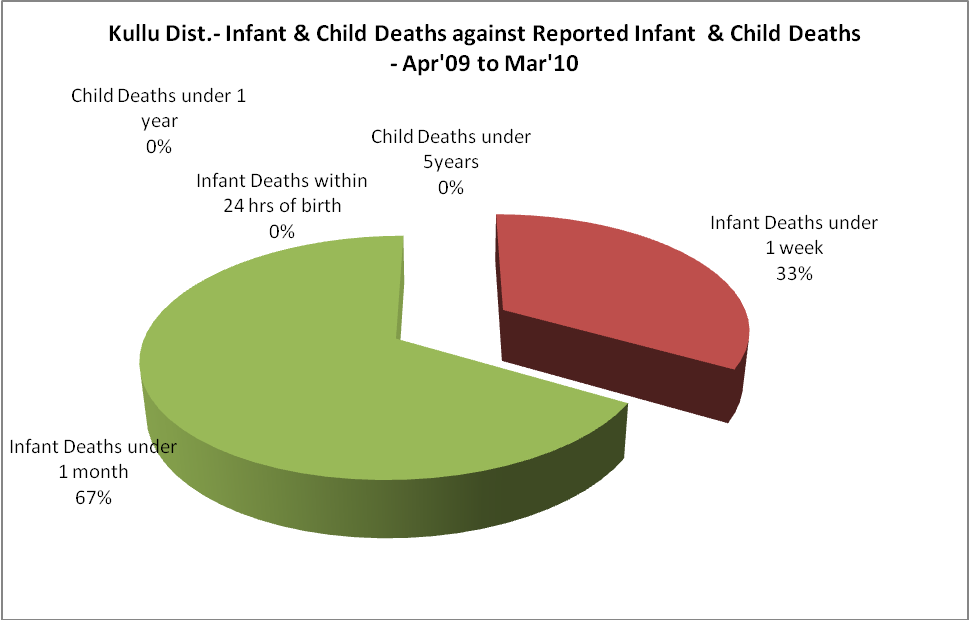 Kullu Dist.- Infant & Child Deaths against Reported Infant & Child Deaths
- Apr'09 to Mar'10
Child Deaths under 1
year
0%
Child Deaths under
5years
0%
Infant Deaths within
24 hrs of birth
0%
Infant Deaths under
1 week
33%
Infant Deaths under
1 month
67%